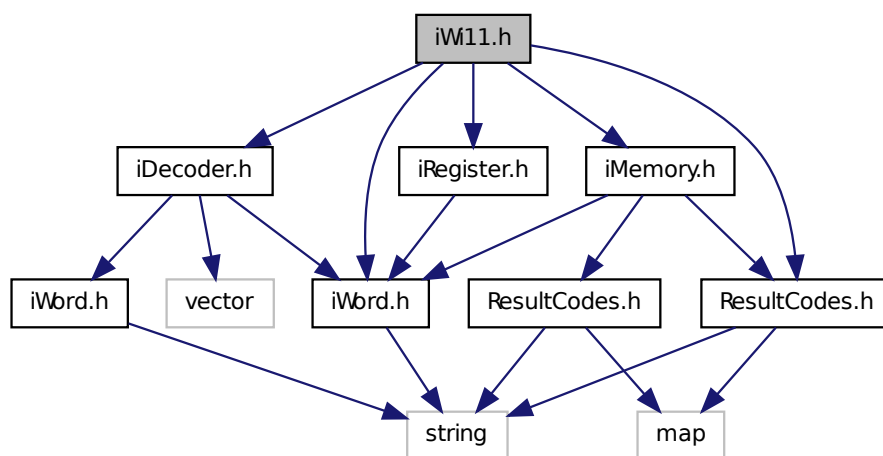 iWi11.h
iDecoder.h
iRegister.h
iMemory.h
iWord.h
vector
iWord.h
ResultCodes.h
ResultCodes.h
string
map